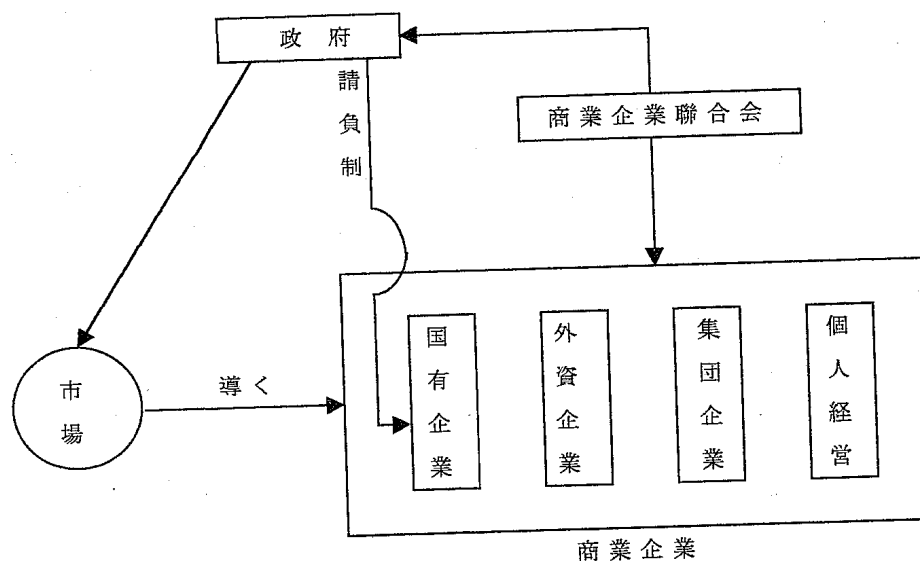 政府
請負制
商業企業聯合会
市場
導く
国有企業
外資企業
集団企業
個人経営
商業企業